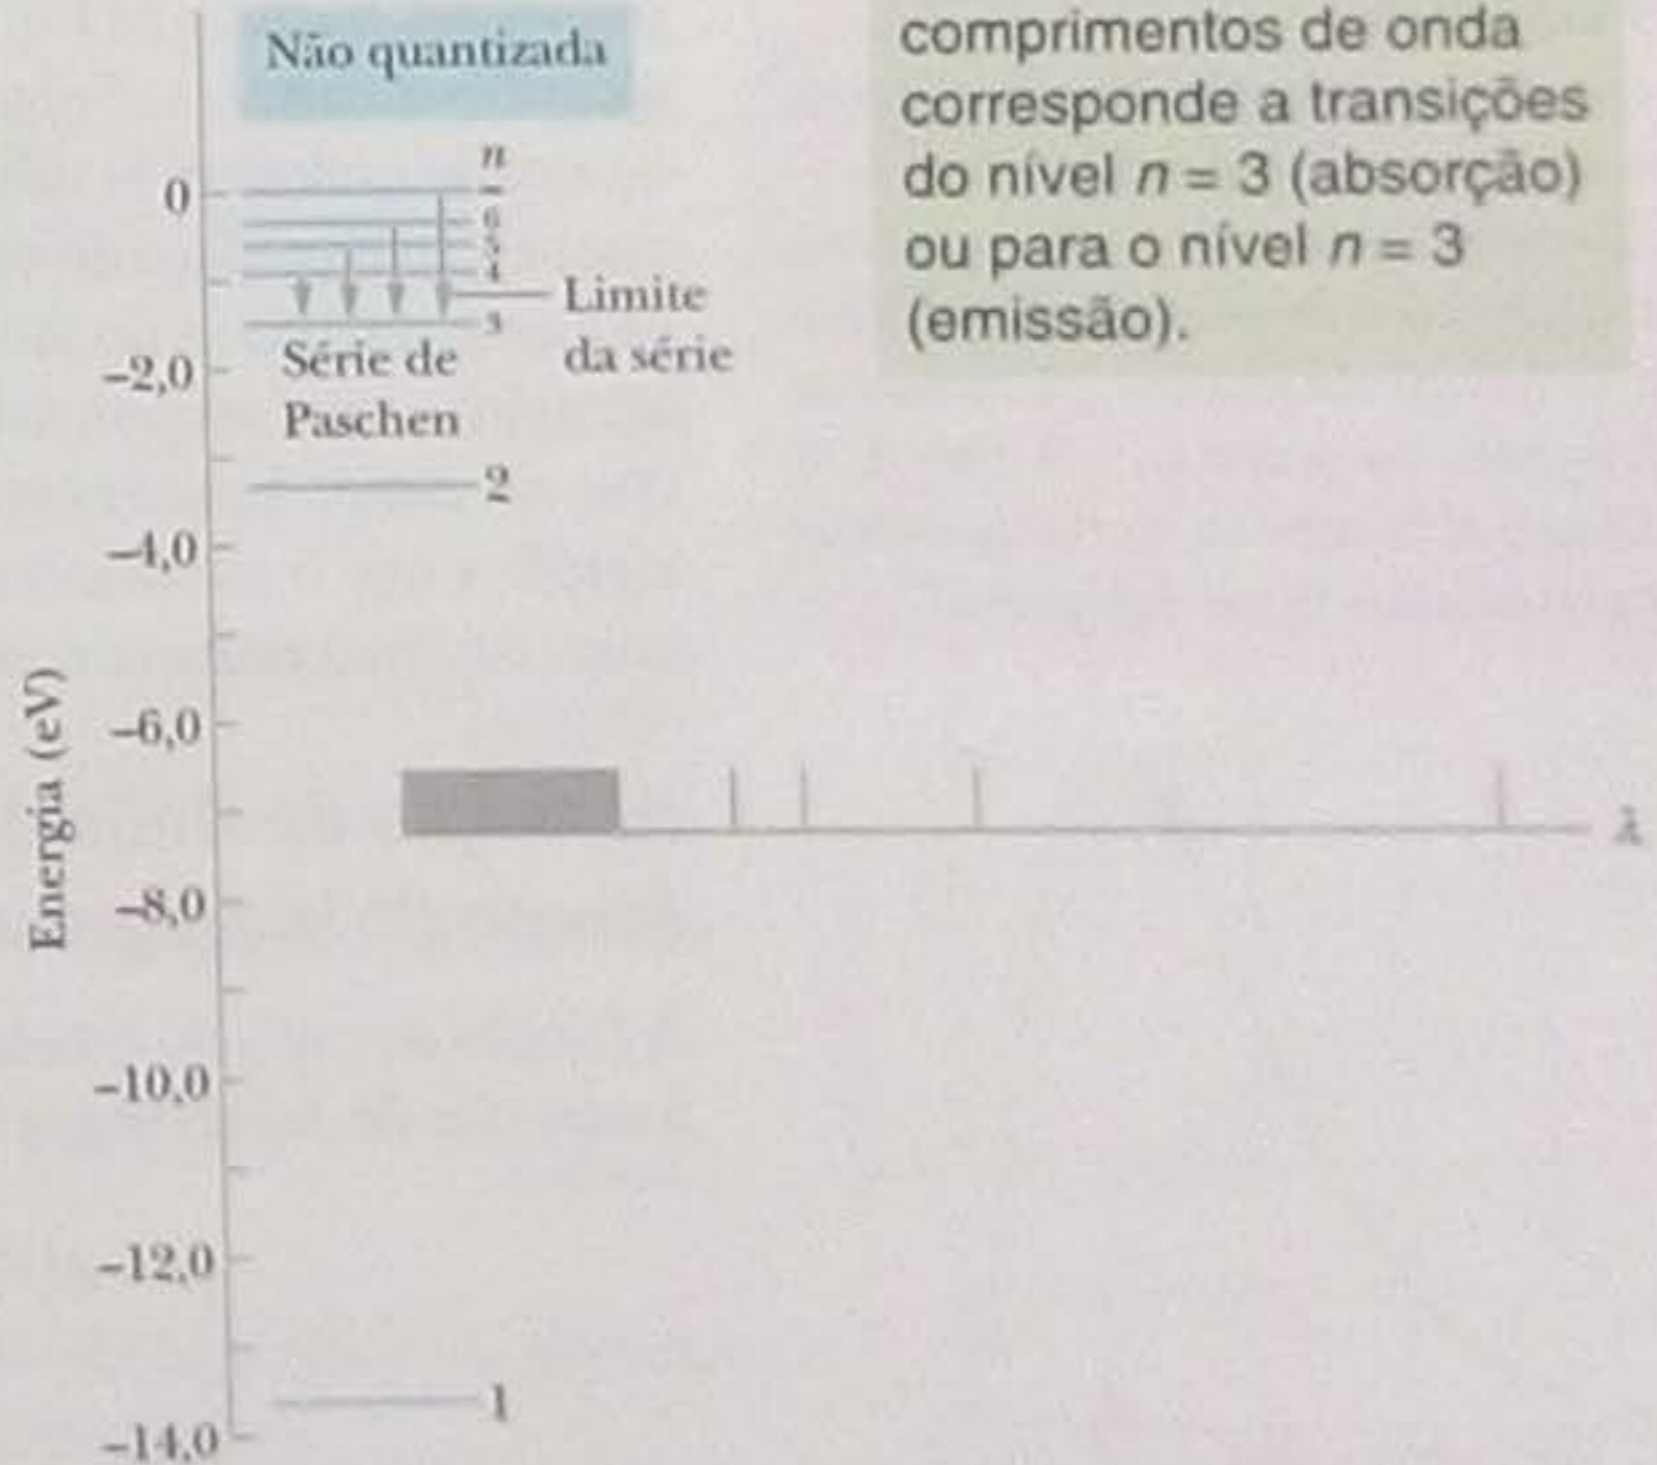 Não quantizada
comprimentos de onda
corresponde a transições
do nível n = 3 (absorção)
ou para o nível n = 3
(emissão).
n
0
6
5
4
3
Limite
da série
Série de
Paschen
–2,0
2
–4,0
–6,0
Energia (eV)
λ
–8,0
–10,0
–12,0
1
–14,0